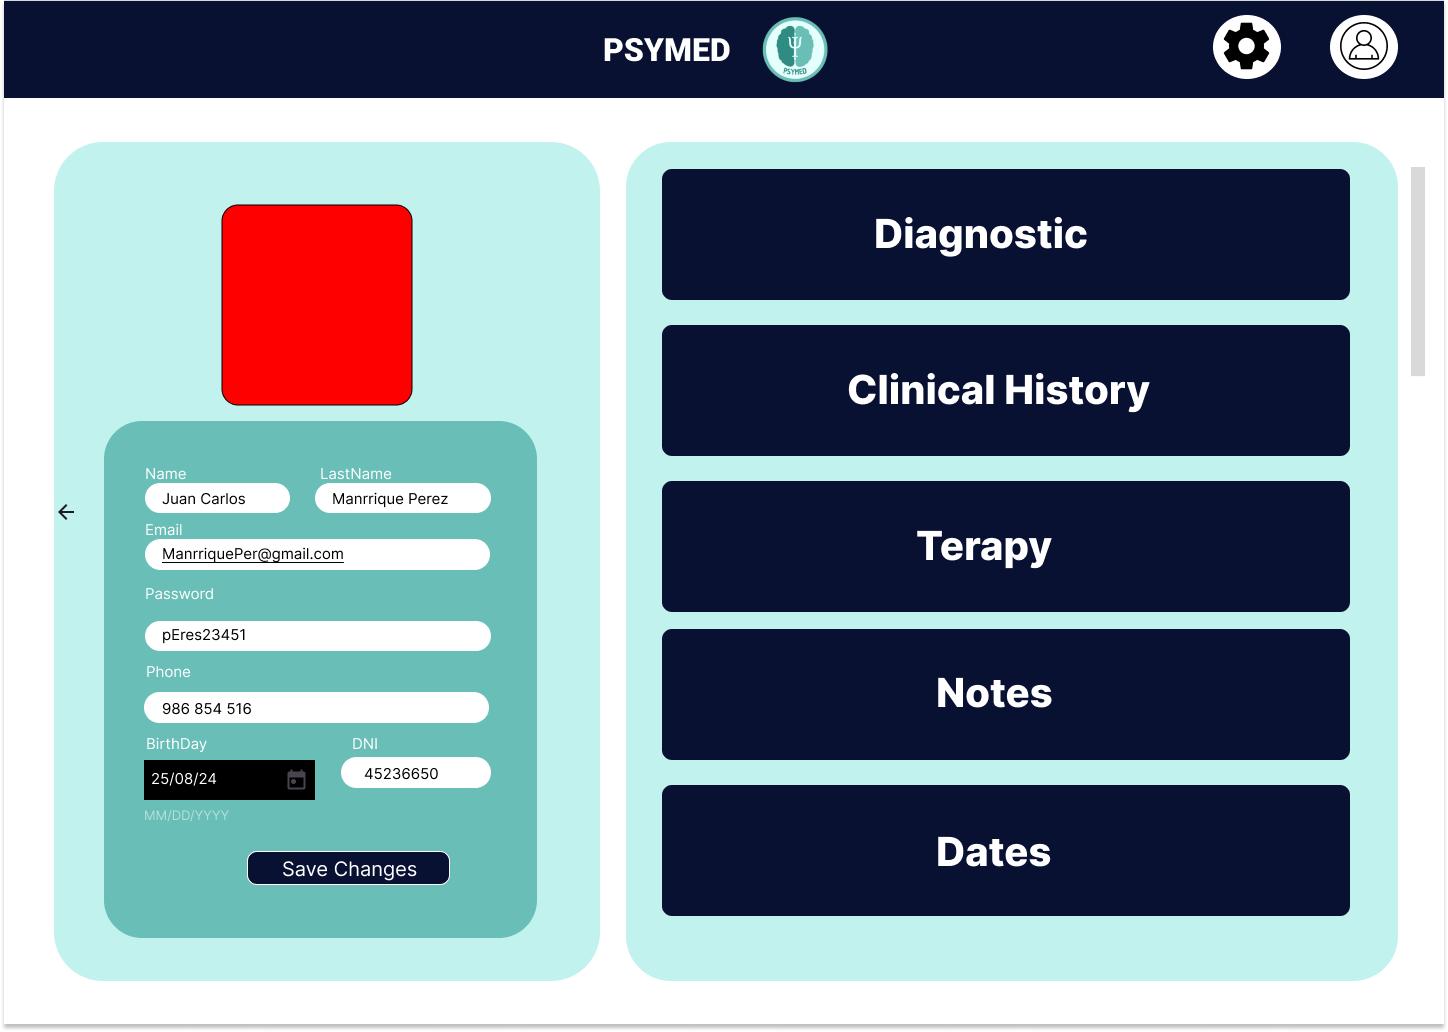 PSYMED
PSYMED
Name
LastName
Juan Carlos
Manrrique Perez
Email
ManrriquePer@gmail.com
Password
pEres23451
Phone
986 854 516
BirthDay
DNI
25/08/24
45236650
MM/DD/YYYY
Save Changes
Diagnostic
Clinical History
Terapy
Notes
Dates